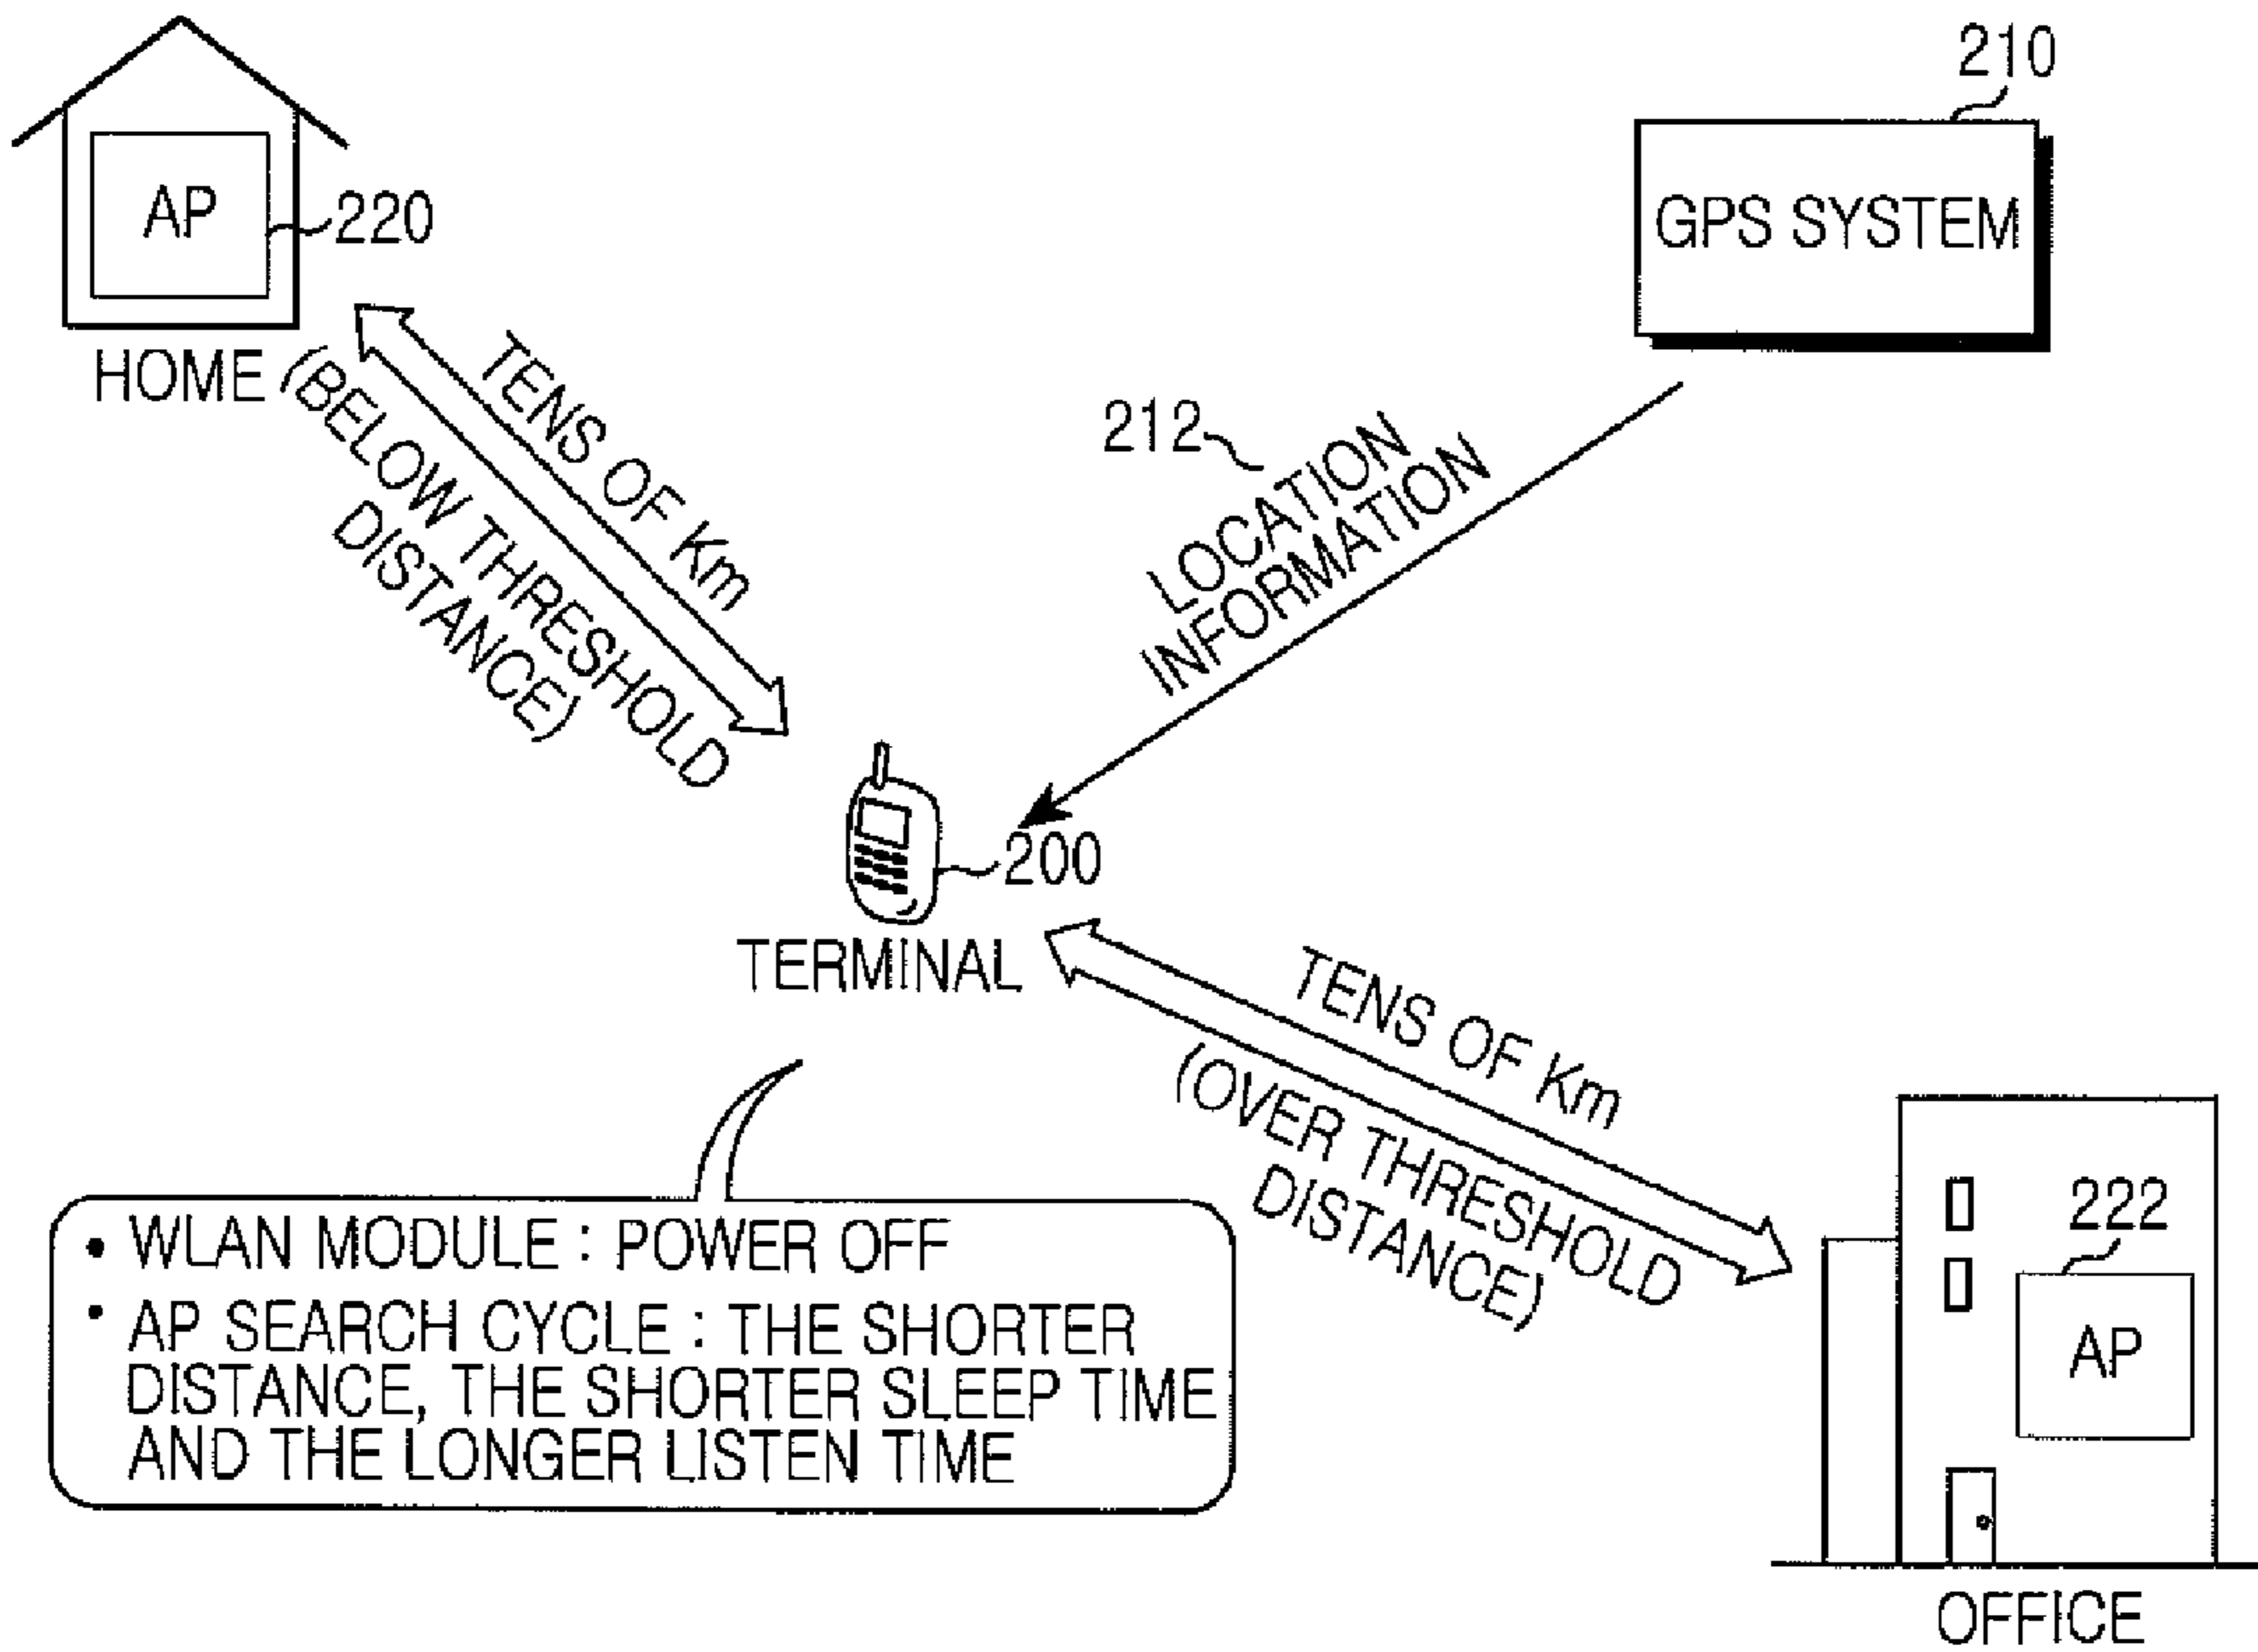 210
GPS SYSTEM
AP
220
HOME
TENS OF Km
(BELOW THRESHOLD
DISTANCE)
212
LOCATION
INFORMATION
200
TERMINAL
TENS OF Km
(OVER THRESHOLD
DISTANCE)
• WLAN MODULE : POWER OFF
• AP SEARCH CYCLE : THE SHORTER
DISTANCE, THE SHORTER SLEEP TIME
AND THE LONGER LISTEN TIME
222
AP
OFFICE